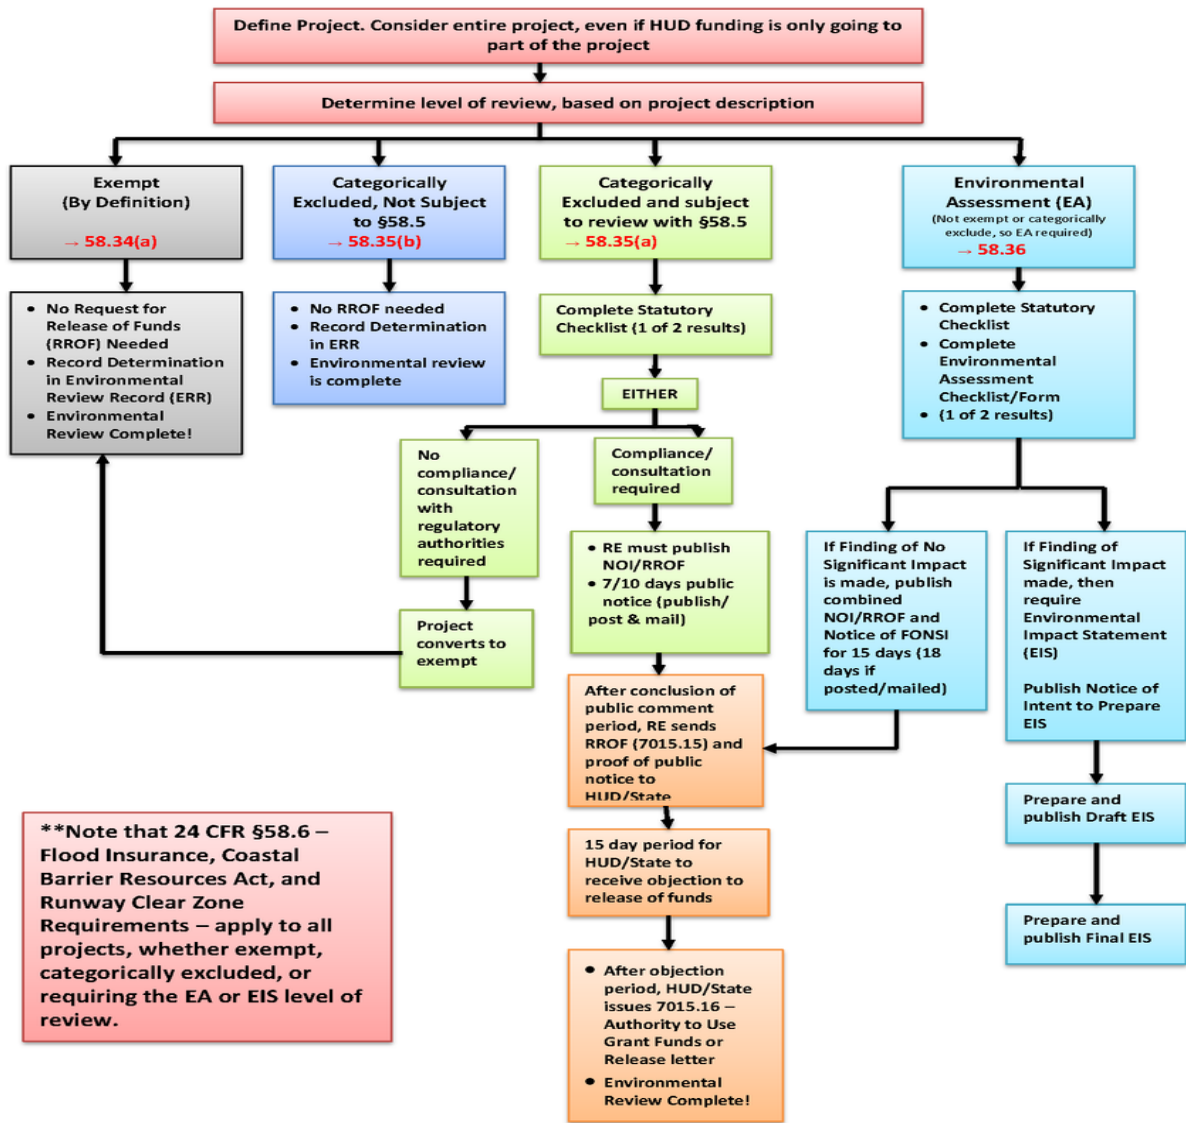 Define Project. Consider entire project, even if HUD funding is only going to
part of the project
Determine level of review, based on project description
Exempt
(By Definition)
→ 58.34(a)
Categorically
Excluded, Not Subject
to §58.5
→ 58.35(b)
Categorically
Excluded and subject
to review with §58.5
→ 58.35(a)
Environmental
Assessment (EA)
(Not exempt or categorically
exclude, so EA required)
→ 58.36
• No Request for
Release of Funds
(RROF) Needed
• Record Determination
in Environmental
Review Record (ERR)
• Environmental
Review Complete!
• No RROF needed
• Record Determination
in ERR
• Environmental review
is complete
Complete Statutory
Checklist (1 of 2 results)
• Complete Statutory
Checklist
• Complete
Environmental
Assessment
Checklist/Form
• (1 of 2 results)
EITHER
No
compliance/
consultation
with
regulatory
authorities
required
Compliance/
consultation
required
• RE must publish
NOI/RROF
• 7/10 days public
notice (publish/
post & mail)
If Finding of No
Significant Impact
is made, publish
combined
NOI/RROF and
Notice of FONSI
for 15 days (18
days if
posted/mailed)
If Finding of
Significant Impact
made, then
require
Environmental
Impact Statement
(EIS)
Publish Notice of
Intent to Prepare
EIS
Project
converts to
exempt
After conclusion of
public comment
period, RE sends
RROF (7015.15) and
proof of public
notice to
HUD/State
Prepare and
publish Draft EIS
**Note that 24 CFR §58.6 –
Flood Insurance, Coastal
Barrier Resources Act, and
Runway Clear Zone
Requirements – apply to all
projects, whether exempt,
categorically excluded, or
requiring the EA or EIS level of
review.
15 day period for
HUD/State to
receive objection to
release of funds
Prepare and
publish Final EIS
• After objection
period, HUD/State
issues 7015.16 –
Authority to Use
Grant Funds or
Release letter
• Environmental
Review Complete!